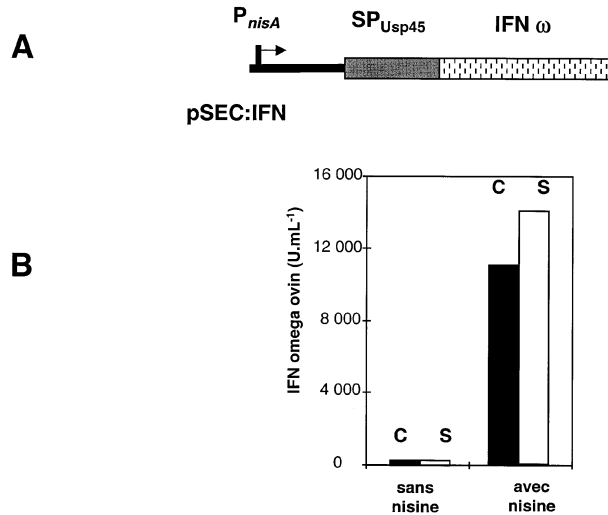 A
P nisA
SP Usp45
IFN ω
pSEC:IFN
B
IFN omega ovin (U.mL-1)
16 000
12 000
8 000
4 000
0
C S
C S
sans nisine
avec nisine